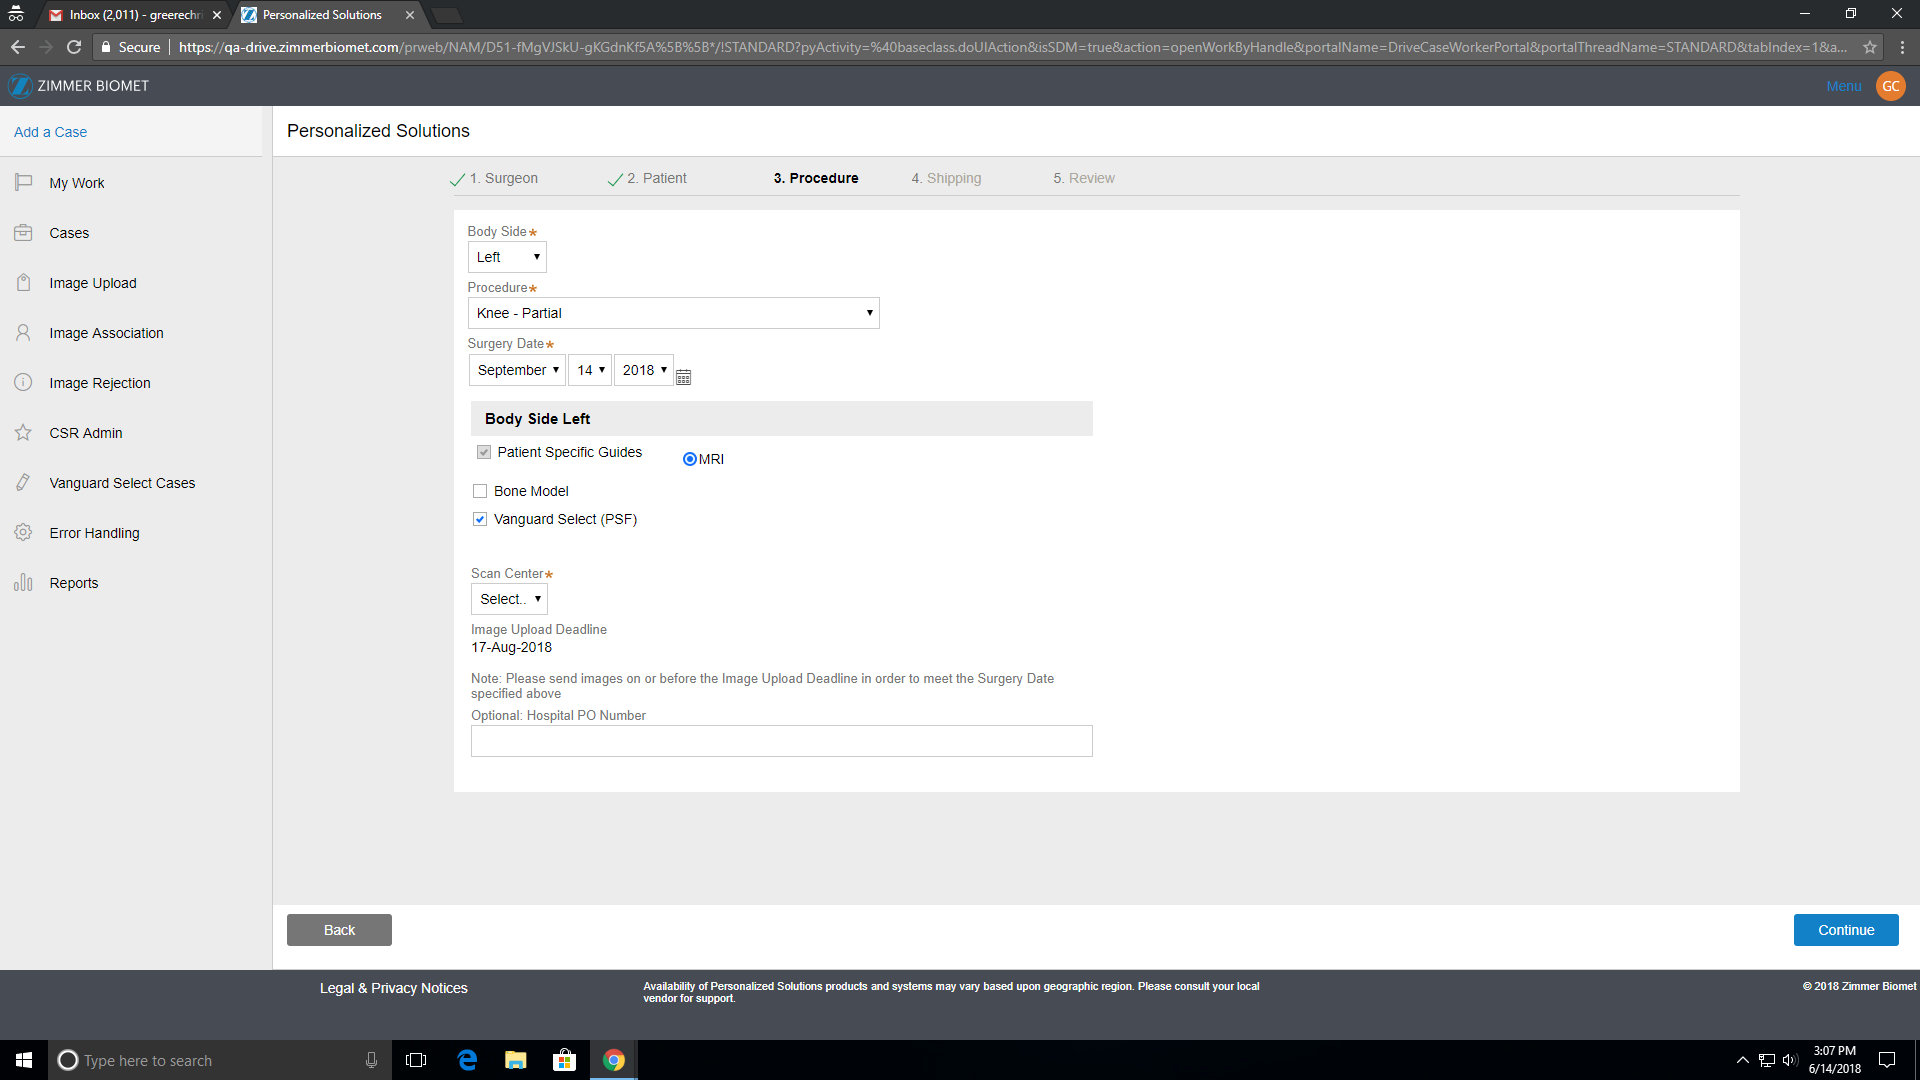 Inbox (2,011) - greerechri
Personalized Solutions
Secure
https://qa-drive.zimmerbiomet.com/prweb/NAM/D51-fMgVJSkU-gKGdnKf5A%5B%5B*/!STANDARD?pyActivity=%40baseclass.doUIAction&isSDM=true&action=openWorkByHandle&portalName=DriveCaseWorkerPortal&portalThreadName=STANDARD&tabIndex=1&a...
ZIMMER BIOMET
Menu
GC
Add a Case
My Work
Cases
Image Upload
Image Association
Image Rejection
CSR Admin
Vanguard Select Cases
Error Handling
Reports
Personalized Solutions
1. Surgeon
2. Patient
3. Procedure
4. Shipping
5. Review
Body Side*
Left
Procedure*
Knee - Partial
Surgery Date*
September
14
2018
Body Side Left
Patient Specific Guides
MRI
Bone Model
Vanguard Select (PSF)
Scan Center*
Select..
Image Upload Deadline
17-Aug-2018
Note: Please send images on or before the Image Upload Deadline in order to meet the Surgery Date
specified above
Optional: Hospital PO Number
Back
Continue
Legal & Privacy Notices
Availability of Personalized Solutions products and systems may vary based upon geographic region. Please consult your local
vendor for support.
© 2018 Zimmer Biomet
Type here to search
3:07 PM
6/14/2018